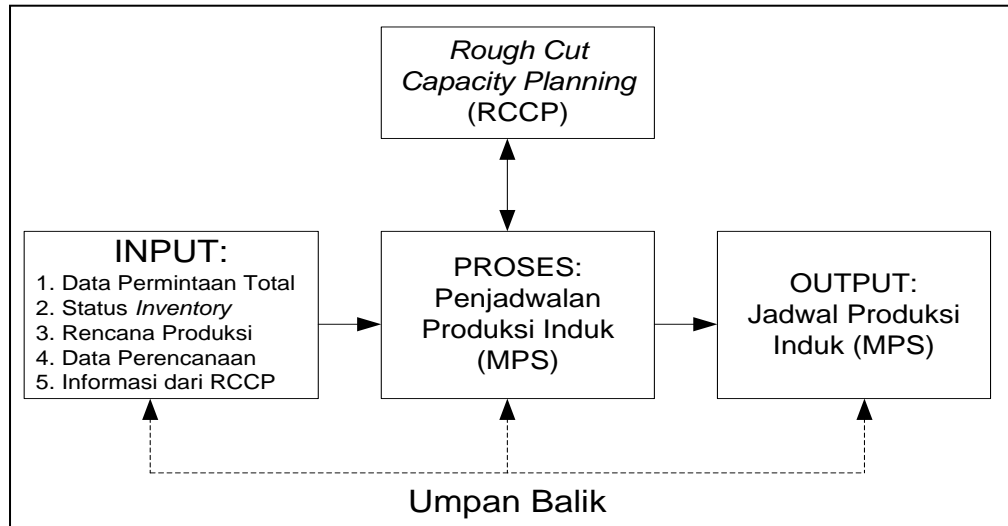 Rough Cut
Capacity Planning
(RCCP)
INPUT:
1. Data Permintaan Total
2. Status Inventory
3. Rencana Produksi
4. Data Perencanaan
5. Informasi dari RCCP
PROSES:
Penjadwalan
Produksi Induk
(MPS)
OUTPUT:
Jadwal Produksi
Induk (MPS)
Umpan Balik